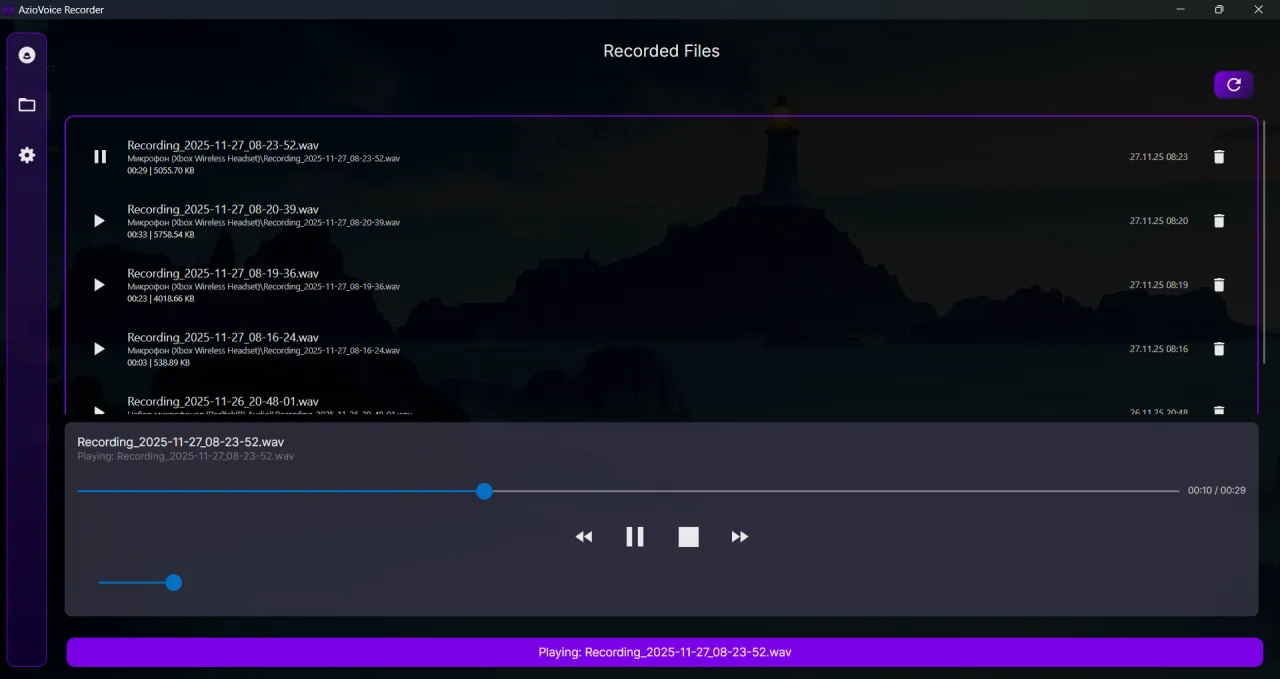 AzioVoice Recorder
Recorded Files
Recording_2025-11-27_08-23-52.wav
Микрофон (Xbox Wireless Headset)\Recording_2025-11-27_08-23-52.wav
00:29 | 5055.70 KB
27.11.25 08:23
Recording_2025-11-27_08-20-39.wav
Микрофон (Xbox Wireless Headset)\Recording_2025-11-27_08-20-39.wav
00:33 | 5758.54 KB
27.11.25 08:20
Recording_2025-11-27_08-19-36.wav
Микрофон (Xbox Wireless Headset)\Recording_2025-11-27_08-19-36.wav
00:23 | 4018.66 KB
27.11.25 08:19
Recording_2025-11-27_08-16-24.wav
Микрофон (Xbox Wireless Headset)\Recording_2025-11-27_08-16-24.wav
00:03 | 538.89 KB
27.11.25 08:16
Recording_2025-11-26_20-48-01.wav
26.11.25 20:48
Recording_2025-11-27_08-23-52.wav
Playing: Recording_2025-11-27_08-23-52.wav
00:10 / 00:29
Playing: Recording_2025-11-27_08-23-52.wav